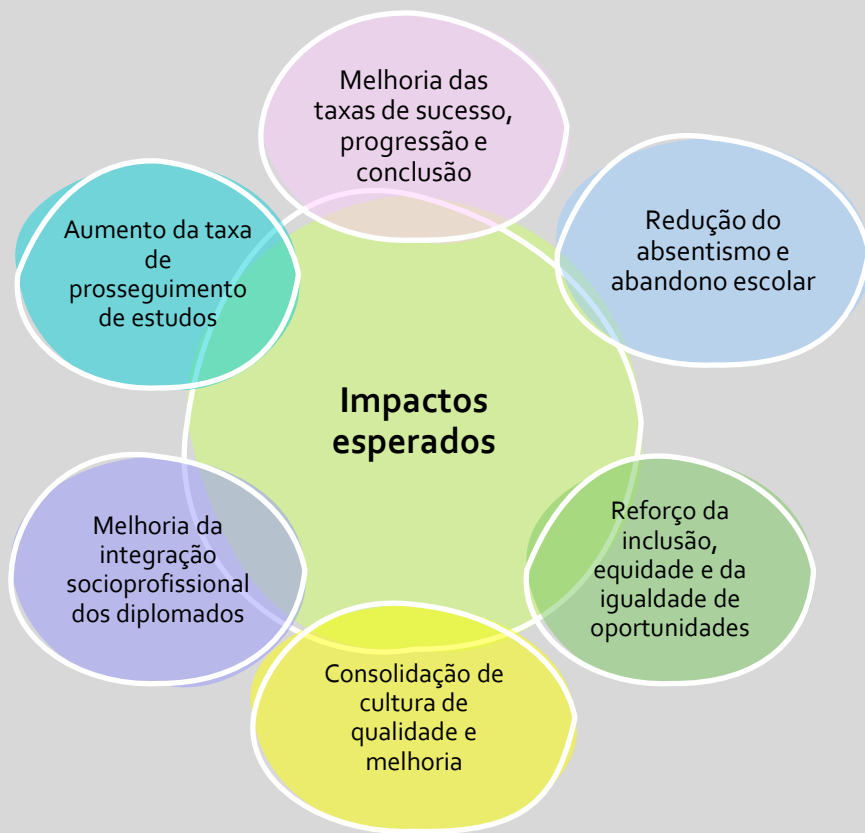 Melhoria das
taxas de sucesso,
progressão e
conclusão
Redução do
absentismo e
abandono escolar
Reforço da
inclusão,
equidade e da
igualdade de
oportunidades
Consolidação de
cultura de
qualidade e
melhoria
Melhoria da
integração
socioprofissional
dos diplomados
Aumento da taxa
de
prosseguimento
de estudos
Impactos
esperados